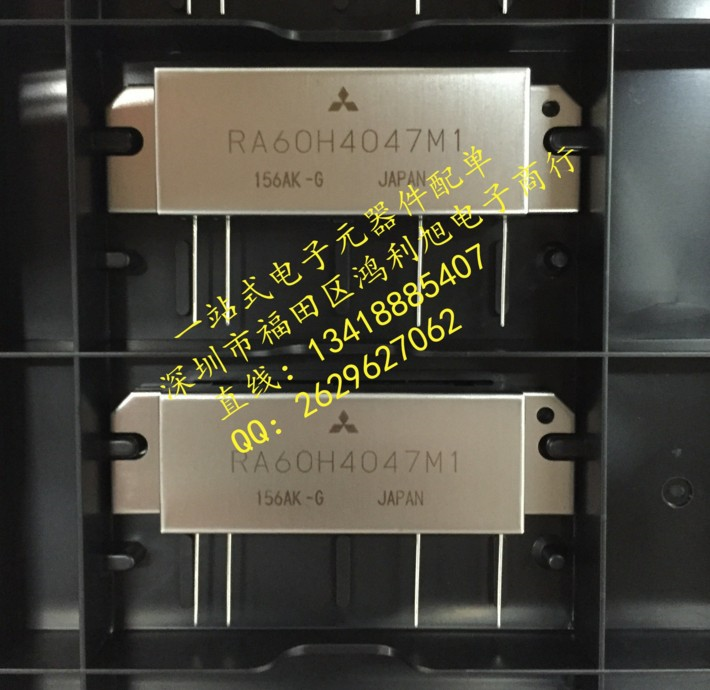 RA60H4047M1
156AK-G JAPAN
一站式电子元器件配单
深圳市福田区鸿利旭电子商行
直线：13418885407
QQ：2629627062
RA60H4047M1
156AK-G JAPAN